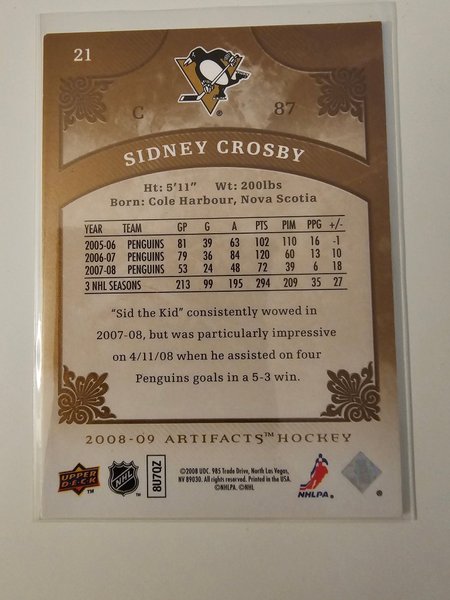 21
C 87
SIDNEY CROSBY
Ht: 5'11" Wt: 200lbs
Born: Cole Harbour, Nova Scotia
YEAR TEAM GP G A PTS PIM PPG +/-
2005-06 PENGUINS 81 39 63 102 110 16 -1
2006-07 PENGUINS 79 36 84 120 60 13 10
2007-08 PENGUINS 53 24 48 72 39 6 18
3 NHL SEASONS 213 99 195 294 209 35 27
"Sid the Kid" consistently wowed in
2007-08, but was particularly impressive
on 4/11/08 when he assisted on four
Penguins goals in a 5-3 win.
2008-09 ARTIFACTS™ HOCKEY
UPPER DECK™
NHL
8U7QZ
©2008 UDC. 985 Trade Drive, North Las Vegas,
NV 89030. All rights reserved. Printed in the USA.
©NHLPA. ©NHL
NHLPA.®